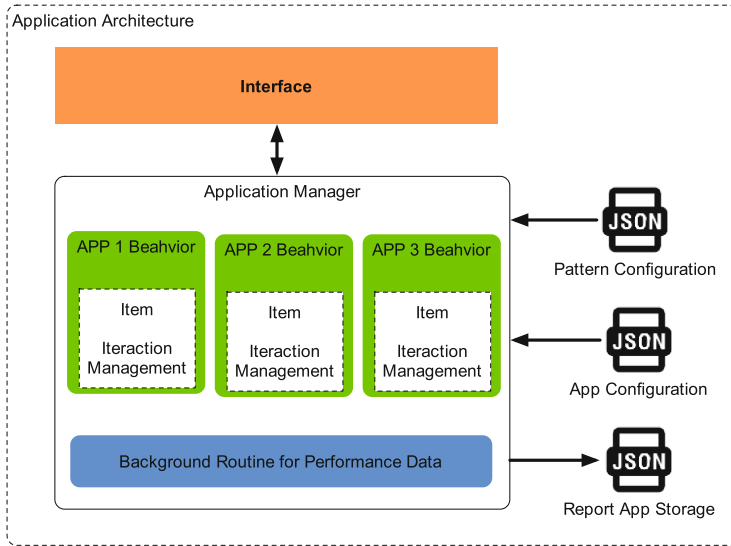 Application Architecture
Interface
Application Manager
APP 1 Beahvior
APP 2 Beahvior
APP 3 Beahvior
Item
Iteraction
Management
Item
Iteraction
Management
Item
Iteraction
Management
Background Routine for Performance Data
JSON
Pattern Configuration
JSON
App Configuration
JSON
Report App Storage